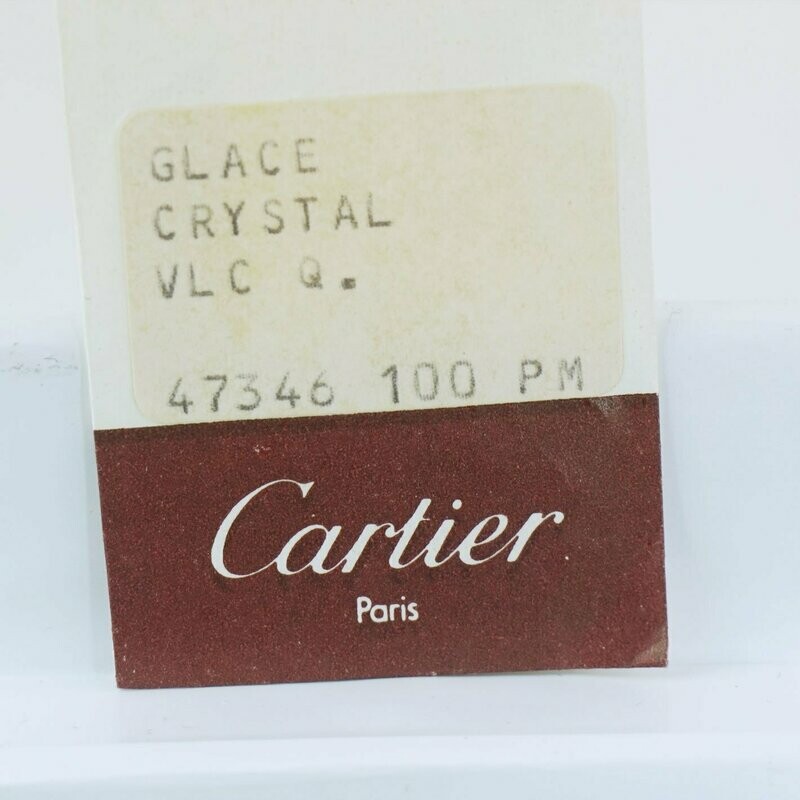 GLACE
CRYSTAL
VLC Q.
47346 100 PM
Cartier
Paris